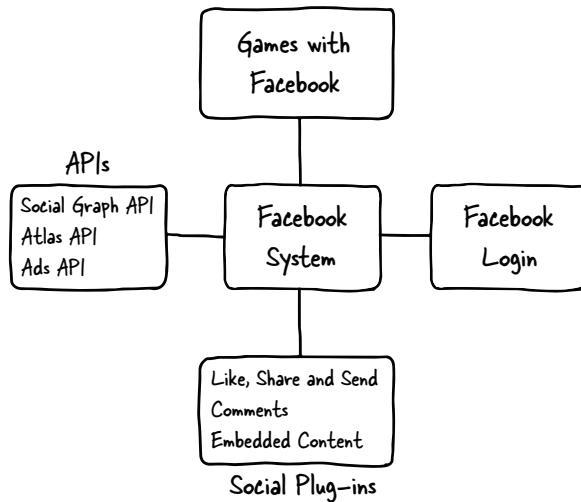 Games with
Facebook
APIs
Social Graph API
Atlas API
Ads API
Facebook
System
Facebook
Login
Like, Share and Send
Comments
Embedded Content
Social Plug-ins